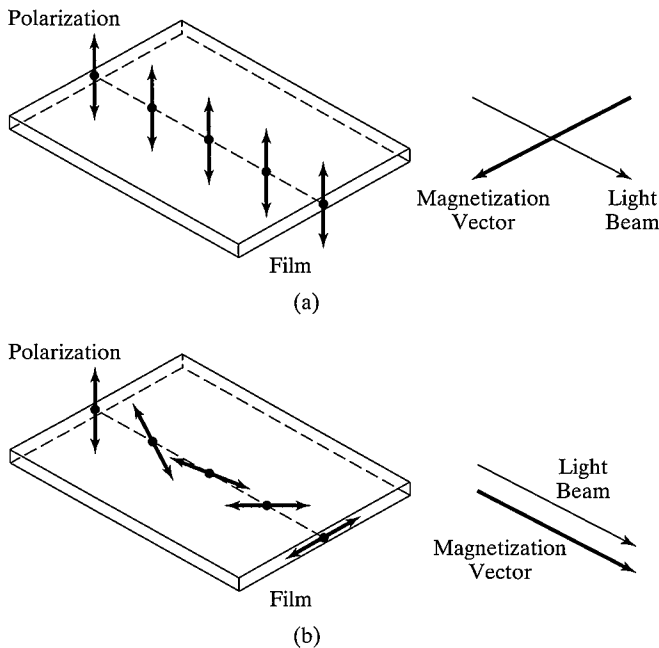 Polarization
Magnetization
Vector
Light
Beam
Film
(a)
Polarization
Light
Beam
Magnetization
Vector
Film
(b)